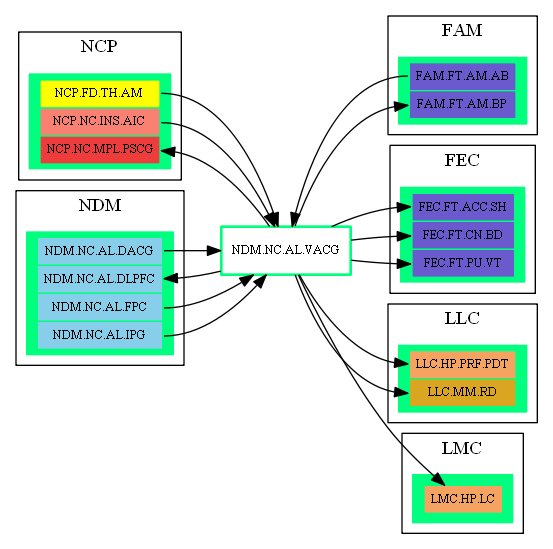 NCP
NCP.FD.TH.AM
NCP.NC.INS.AIC
NCP.NC.MPL.PSCG
NDM
NDM.NC.AL.DACG
NDM.NC.AL.DLPFC
NDM.NC.AL.FPC
NDM.NC.AL.IPG
NDM.NC.AL.VACG
FAM
FAM.FT.AM.AB
FAM.FT.AM.BP
FEC
FEC.FT.ACC.SH
FEC.FT.CN.BD
FEC.FT.PU.VT
LLC
LLC.HP.PRF.PDT
LLC.MM.RD
LMC
LMC.HP.LC